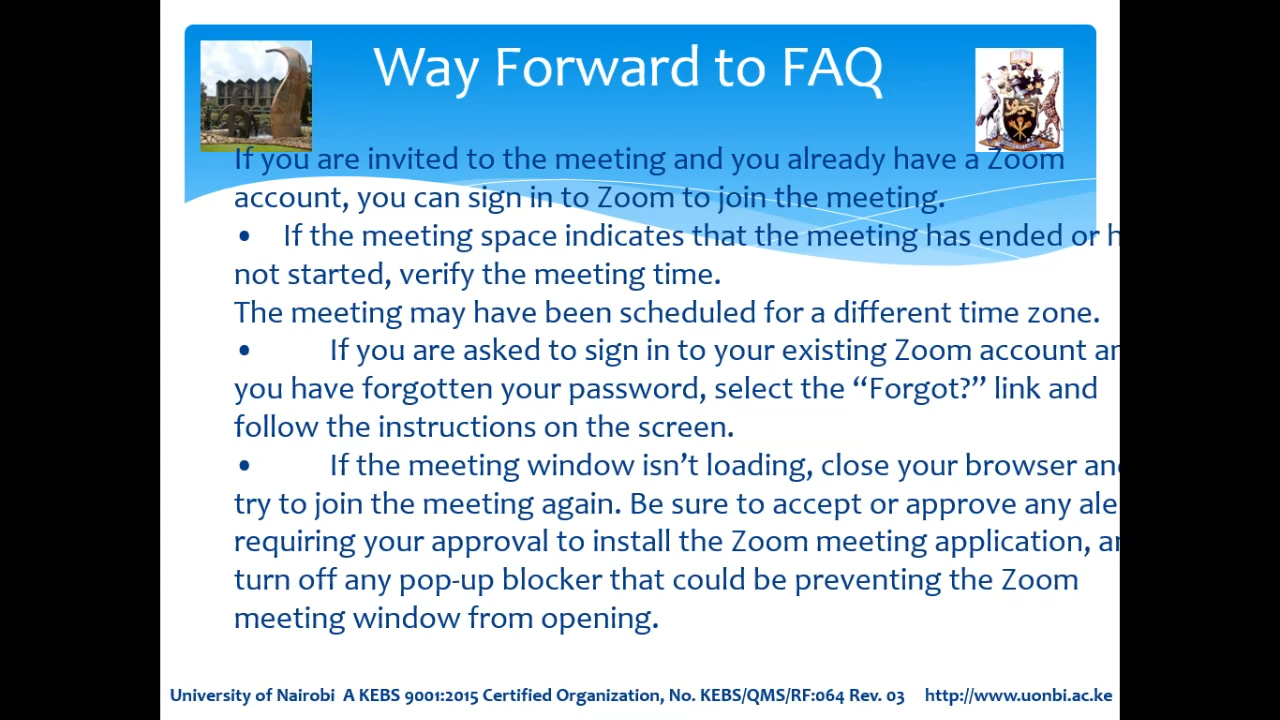 Way Forward to FAQ
If you are invited to the meeting and you already have a Zoom
account, you can sign in to Zoom to join the meeting.
• If the meeting space indicates that the meeting has ended or h
not started, verify the meeting time.
The meeting may have been scheduled for a different time zone.
• If you are asked to sign in to your existing Zoom account an
you have forgotten your password, select the “Forgot?” link and
follow the instructions on the screen.
• If the meeting window isn’t loading, close your browser and
try to join the meeting again. Be sure to accept or approve any ale
requiring your approval to install the Zoom meeting application, an
turn off any pop-up blocker that could be preventing the Zoom
meeting window from opening.
University of Nairobi A KEBS 9001:2015 Certified Organization, No. KEBS/QMS/RF:064 Rev. 03 http://www.uonbi.ac.ke